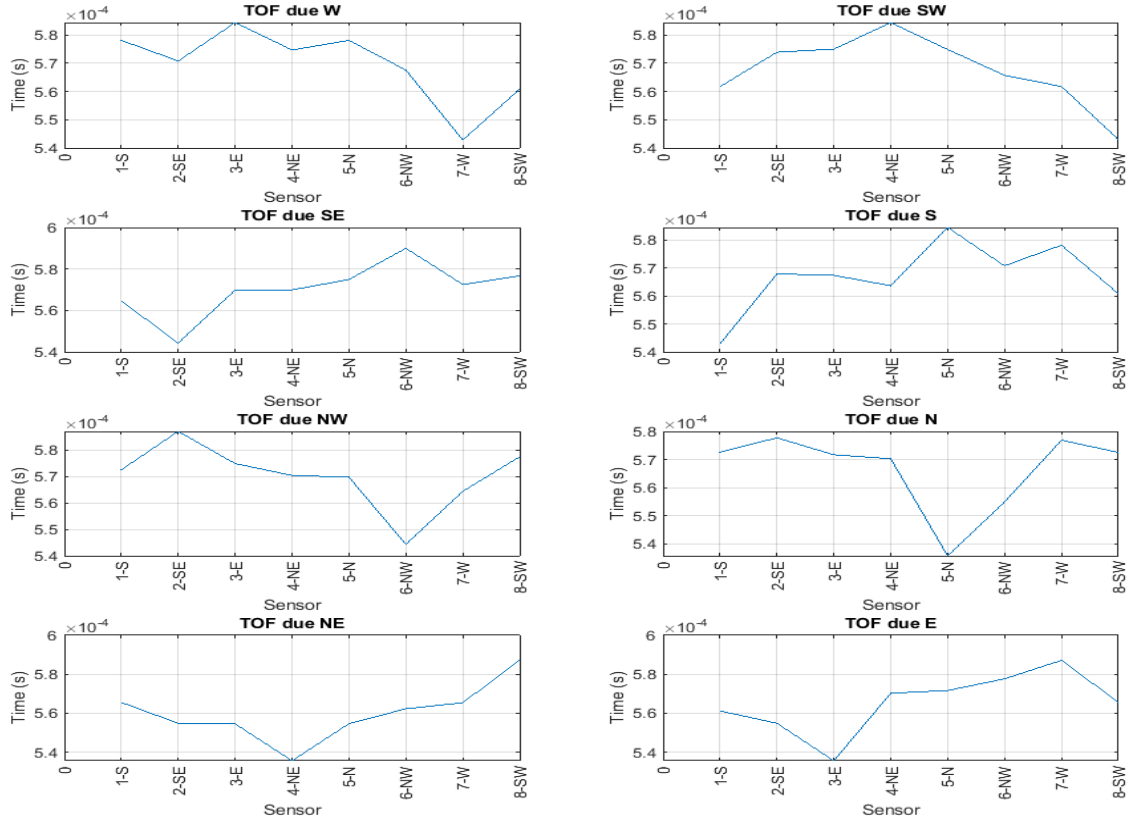 TOF due W
×10⁻⁴
5.8
5.7
5.6
5.5
5.4
Time (s)
0
1-S
2-SE
3-E
4-NE
5-N
6-NW
7-W
8-SW
Sensor
TOF due SW
×10⁻⁴
5.8
5.7
5.6
5.5
5.4
Time (s)
0
1-S
2-SE
3-E
4-NE
5-N
6-NW
7-W
8-SW
Sensor
TOF due SE
×10⁻⁴
6
5.8
5.6
5.4
Time (s)
0
1-S
2-SE
3-E
4-NE
5-N
6-NW
7-W
8-SW
Sensor
TOF due S
×10⁻⁴
5.8
5.7
5.6
5.5
5.4
Time (s)
0
1-S
2-SE
3-E
4-NE
5-N
6-NW
7-W
8-SW
Sensor
TOF due NW
×10⁻⁴
5.8
5.7
5.6
5.5
5.4
Time (s)
0
1-S
2-SE
3-E
4-NE
5-N
6-NW
7-W
8-SW
Sensor
TOF due N
×10⁻⁴
5.8
5.7
5.6
5.5
5.4
Time (s)
0
1-S
2-SE
3-E
4-NE
5-N
6-NW
7-W
8-SW
Sensor
TOF due NE
×10⁻⁴
6
5.8
5.6
5.4
Time (s)
0
1-S
2-SE
3-E
4-NE
5-N
6-NW
7-W
8-SW
Sensor
TOF due E
×10⁻⁴
6
5.8
5.6
5.4
Time (s)
0
1-S
2-SE
3-E
4-NE
5-N
6-NW
7-W
8-SW
Sensor